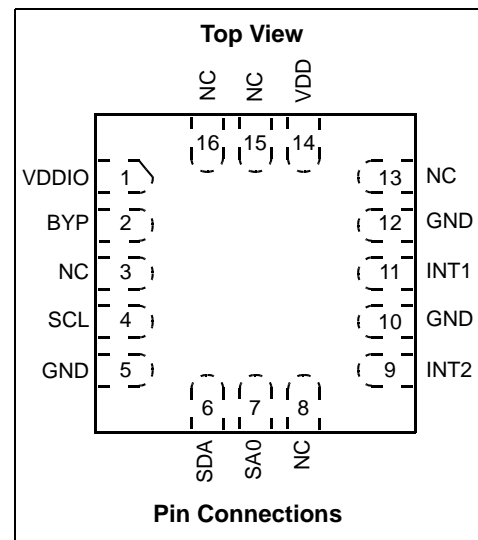 Top View
NC NC VDD
16 15 14
VDDIO 1 13 NC
BYP 2 12 GND
NC 3 11 INT1
SCL 4 10 GND
GND 5 9 INT2
6 7 8
SDA SA0 NC
Pin Connections